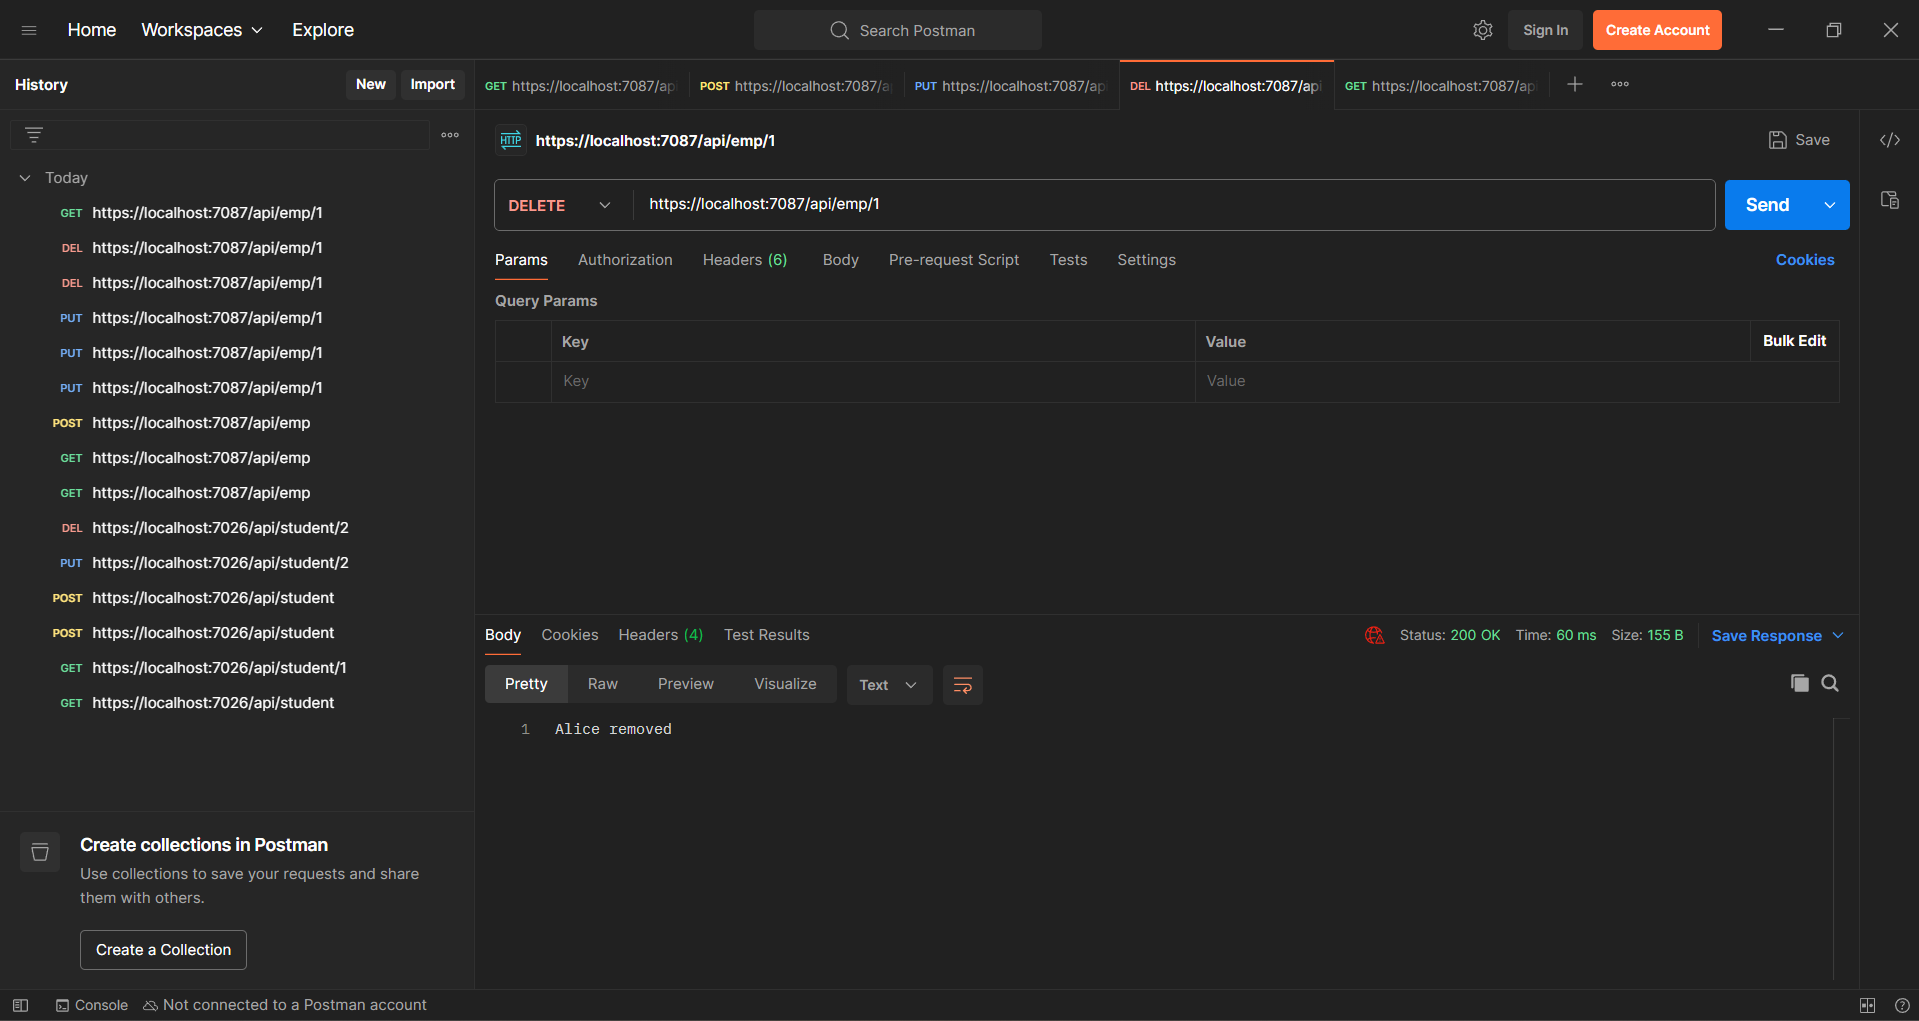 Home Workspaces Explore Search Postman Sign In Create Account
History New Import
GET https://localhost:7087/api POST https://localhost:7087/a PUT https://localhost:7087/api DEL https://localhost:7087/api GET https://localhost:7087/api
HTTP https://localhost:7087/api/emp/1 Save
Today
GET https://localhost:7087/api/emp/1
DEL https://localhost:7087/api/emp/1
DEL https://localhost:7087/api/emp/1
PUT https://localhost:7087/api/emp/1
PUT https://localhost:7087/api/emp/1
PUT https://localhost:7087/api/emp/1
POST https://localhost:7087/api/emp
GET https://localhost:7087/api/emp
GET https://localhost:7087/api/emp
DEL https://localhost:7026/api/student/2
PUT https://localhost:7026/api/student/2
POST https://localhost:7026/api/student
POST https://localhost:7026/api/student
GET https://localhost:7026/api/student/1
GET https://localhost:7026/api/student
DELETE https://localhost:7087/api/emp/1 Send
Params Authorization Headers (6) Body Pre-request Script Tests Settings Cookies
Query Params
Key Value Bulk Edit
Key Value
Body Cookies Headers (4) Test Results Status: 200 OK Time: 60 ms Size: 155 B Save Response
Pretty Raw Preview Visualize Text
1 Alice removed
Create collections in Postman
Use collections to save your requests and share
them with others.
Create a Collection
Console Not connected to a Postman account